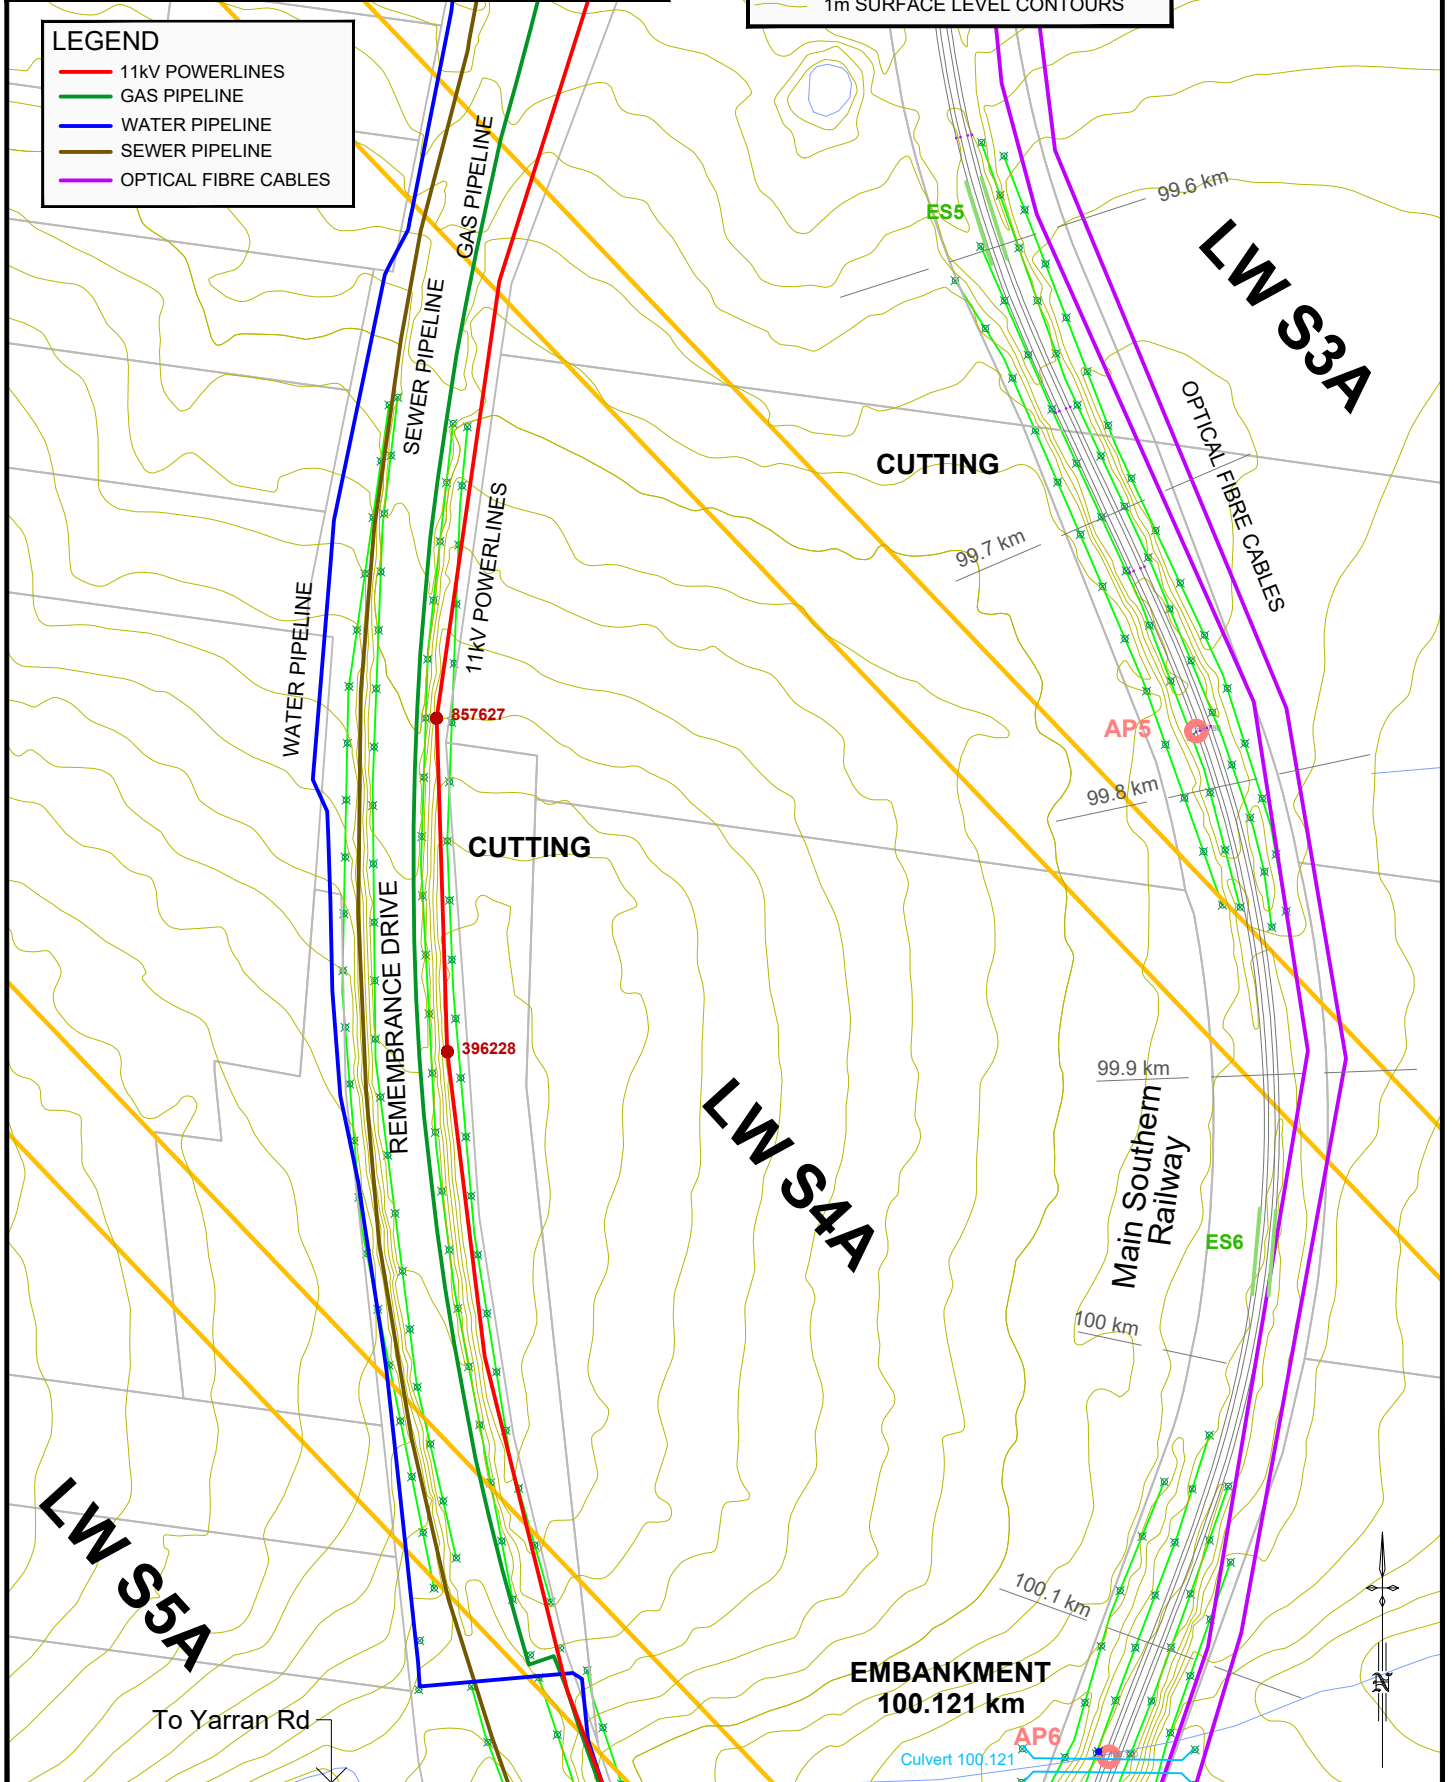 1m SURFACE LEVEL CONTOURS
LEGEND
11kV POWERLINES
GAS PIPELINE
WATER PIPELINE
SEWER PIPELINE
OPTICAL FIBRE CABLES
GAS PIPELINE
SEWER PIPELINE
11kV POWERLINES
WATER PIPELINE
REMEMBRANCE DRIVE
857627
396228
CUTTING
CUTTING
ES5
99.6 km
LW S3A
OPTICAL FIBRE CABLES
99.7 km
AP5
99.8 km
99.9 km
Main Southern
Railway
ES6
100 km
LW S4A
LW S5A
100.1 km
EMBANKMENT
100.121 km
AP6
Culvert 100.121
To Yarran Rd
N